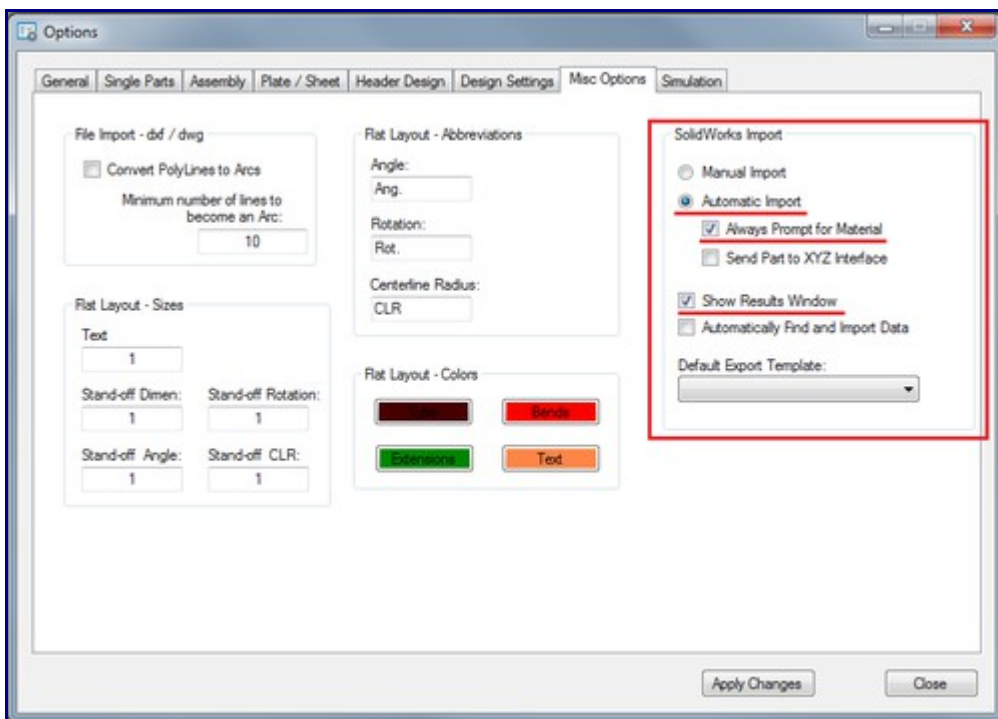 Options
General Single Parts Assembly Plate / Sheet Header Design Design Settings Misc Options Simulation
File Import - dxf / dwg
Convert PolyLines to Arcs
Minimum number of lines to
become an Arc:
10
Flat Layout - Sizes
Text
1
Stand-off Dimen: Stand-off Rotation:
1 1
Stand-off Angle: Stand-off CLR:
1 1
Flat Layout - Abbreviations
Angle:
Ang.
Rotation:
Rot.
Centerline Radius:
CLR
Flat Layout - Colors
Tube Bends
Extensions Text
SolidWorks Import
Manual Import
Automatic Import
Always Prompt for Material
Send Part to XYZ Interface
Show Results Window
Automatically Find and Import Data
Default Export Template:
Apply Changes Close